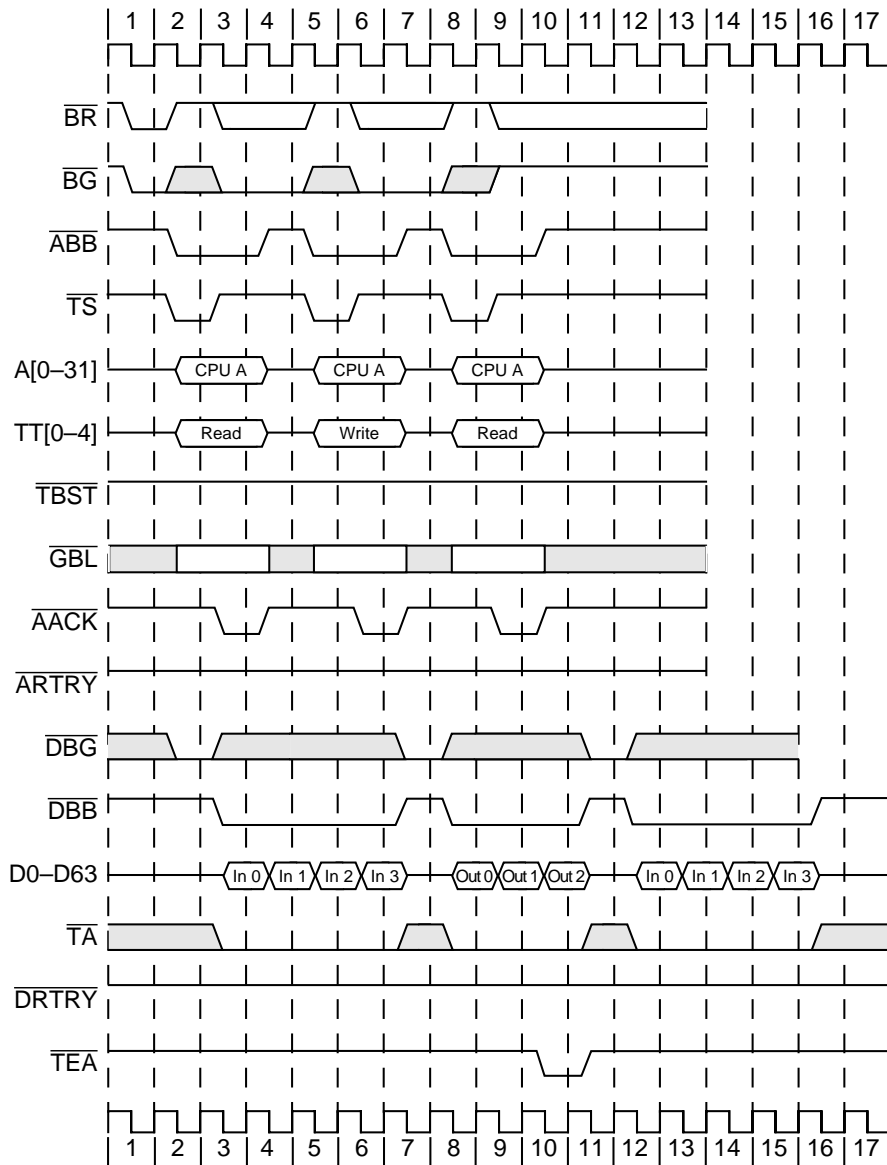 1 2 3 4 5 6 7 8 9 10 11 12 13 14 15 16 17
BR
BG
ABB
TS
A[0–31] CPU A CPU A CPU A
TT[0–4] Read Write Read
TBST
GBL
AACK
ARTRY
DBG
DBB
D0–D63 In 0 In 1 In 2 In 3 Out 0 Out 1 Out 2 In 0 In 1 In 2 In 3
TA
DRTRY
TEA
1 2 3 4 5 6 7 8 9 10 11 12 13 14 15 16 17